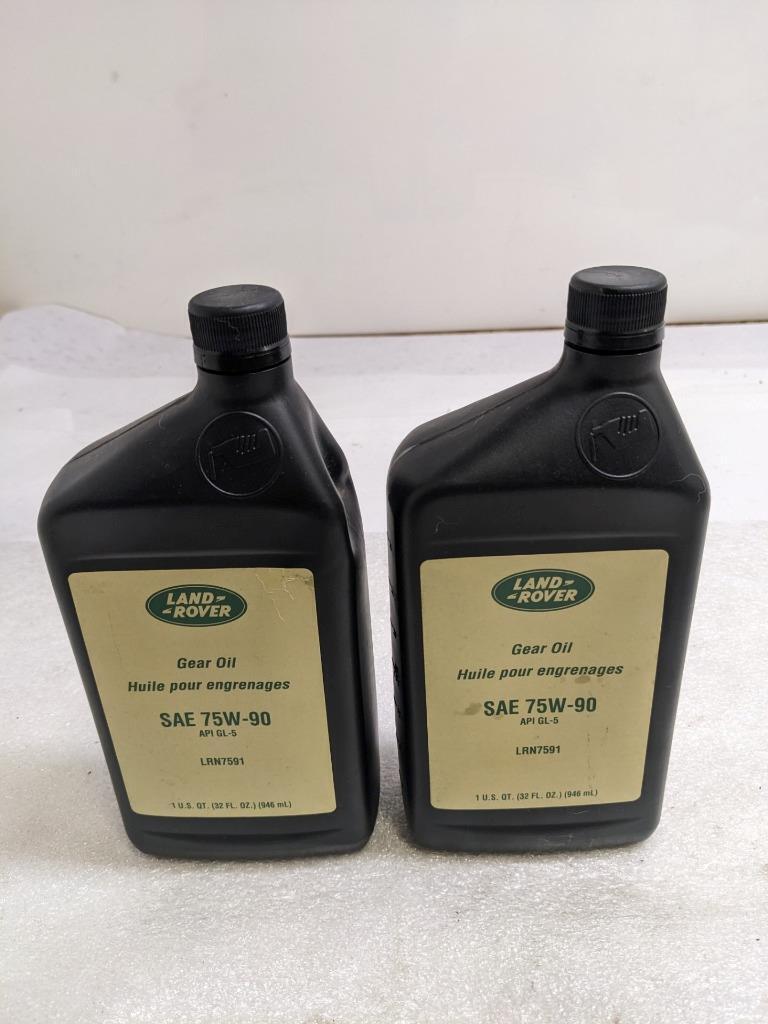 LAND
ROVER
Gear Oil
Huile pour engrenages
SAE 75W-90
API GL-5
LRN7591
1 U.S. QT. (32 FL. OZ.) (946 mL)
LAND
ROVER
Gear Oil
Huile pour engrenages
SAE 75W-90
API GL-5
LRN7591
1 U.S. QT. (32 FL. OZ.) (946 mL)